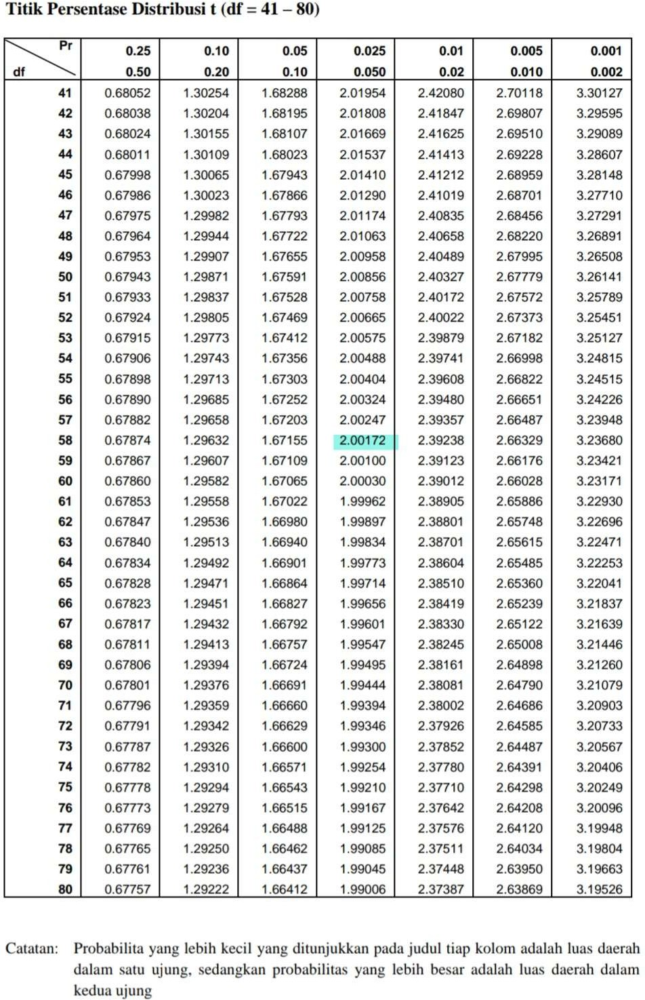 Titik Persentase Distribusi t (df = 41 – 80)
Pr 0.25 0.10 0.05 0.025 0.01 0.005 0.001
df 0.50 0.20 0.10 0.050 0.02 0.010 0.002
41 0.68052 1.30254 1.68288 2.01954 2.42080 2.70118 3.30127
42 0.68038 1.30204 1.68195 2.01808 2.41847 2.69807 3.29595
43 0.68024 1.30155 1.68107 2.01669 2.41625 2.69510 3.29089
44 0.68011 1.30109 1.68023 2.01537 2.41413 2.69228 3.28607
45 0.67998 1.30065 1.67943 2.01410 2.41212 2.68959 3.28148
46 0.67986 1.30023 1.67866 2.01290 2.41019 2.68701 3.27710
47 0.67975 1.29982 1.67793 2.01174 2.40835 2.68456 3.27291
48 0.67964 1.29944 1.67722 2.01063 2.40658 2.68220 3.26891
49 0.67953 1.29907 1.67655 2.00958 2.40489 2.67995 3.26508
50 0.67943 1.29871 1.67591 2.00856 2.40327 2.67779 3.26141
51 0.67933 1.29837 1.67528 2.00758 2.40172 2.67572 3.25789
52 0.67924 1.29805 1.67469 2.00665 2.40022 2.67373 3.25451
53 0.67915 1.29773 1.67412 2.00575 2.39879 2.67182 3.25127
54 0.67906 1.29743 1.67356 2.00488 2.39741 2.66998 3.24815
55 0.67898 1.29713 1.67303 2.00404 2.39608 2.66822 3.24515
56 0.67890 1.29685 1.67252 2.00324 2.39480 2.66651 3.24226
57 0.67882 1.29658 1.67203 2.00247 2.39357 2.66487 3.23948
58 0.67874 1.29632 1.67155 2.00172 2.39238 2.66329 3.23680
59 0.67867 1.29607 1.67109 2.00100 2.39123 2.66176 3.23421
60 0.67860 1.29582 1.67065 2.00030 2.39012 2.66028 3.23171
61 0.67853 1.29558 1.67022 1.99962 2.38905 2.65886 3.22930
62 0.67847 1.29536 1.66980 1.99897 2.38801 2.65748 3.22696
63 0.67840 1.29513 1.66940 1.99834 2.38701 2.65615 3.22471
64 0.67834 1.29492 1.66901 1.99773 2.38604 2.65485 3.22253
65 0.67828 1.29471 1.66864 1.99714 2.38510 2.65360 3.22041
66 0.67823 1.29451 1.66827 1.99656 2.38419 2.65239 3.21837
67 0.67817 1.29432 1.66792 1.99601 2.38330 2.65122 3.21639
68 0.67811 1.29413 1.66757 1.99547 2.38245 2.65008 3.21446
69 0.67806 1.29394 1.66724 1.99495 2.38161 2.64898 3.21260
70 0.67801 1.29376 1.66691 1.99444 2.38081 2.64790 3.21079
71 0.67796 1.29359 1.66660 1.99394 2.38002 2.64686 3.20903
72 0.67791 1.29342 1.66629 1.99346 2.37926 2.64585 3.20733
73 0.67787 1.29326 1.66600 1.99300 2.37852 2.64487 3.20567
74 0.67782 1.29310 1.66571 1.99254 2.37780 2.64391 3.20406
75 0.67778 1.29294 1.66543 1.99210 2.37710 2.64298 3.20249
76 0.67773 1.29279 1.66515 1.99167 2.37642 2.64208 3.20096
77 0.67769 1.29264 1.66488 1.99125 2.37576 2.64120 3.19948
78 0.67765 1.29250 1.66462 1.99085 2.37511 2.64034 3.19804
79 0.67761 1.29236 1.66437 1.99045 2.37448 2.63950 3.19663
80 0.67757 1.29222 1.66412 1.99006 2.37387 2.63869 3.19526
Catatan: Probabilita yang lebih kecil yang ditunjukkan pada judul tiap kolom adalah luas daerah
dalam satu ujung, sedangkan probabilitas yang lebih besar adalah luas daerah dalam
kedua ujung